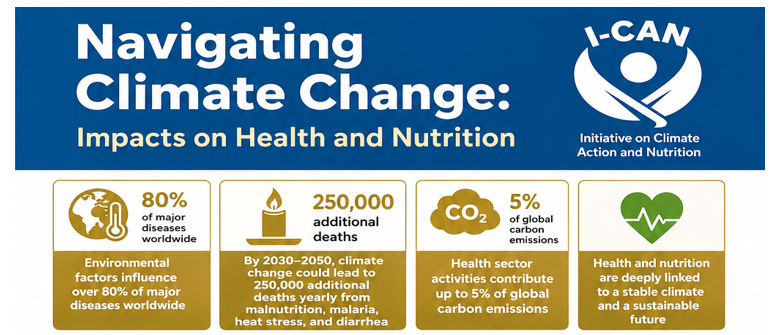 Navigating
Climate Change:
Impacts on Health and Nutrition
I-CAN
Initiative on Climate
Action and Nutrition
80%
of major
diseases
worldwide
Environmental
factors influence
over 80% of major
diseases worldwide
250,000
additional
deaths
By 2030–2050, climate
change could lead to
250,000 additional
deaths yearly from
malnutrition, malaria,
heat stress, and diarrhea
CO₂
5%
of global
carbon
emissions
Health sector
activities contribute
up to 5% of global
carbon emissions
Health and nutrition
are deeply linked
to a stable climate
and a sustainable
future